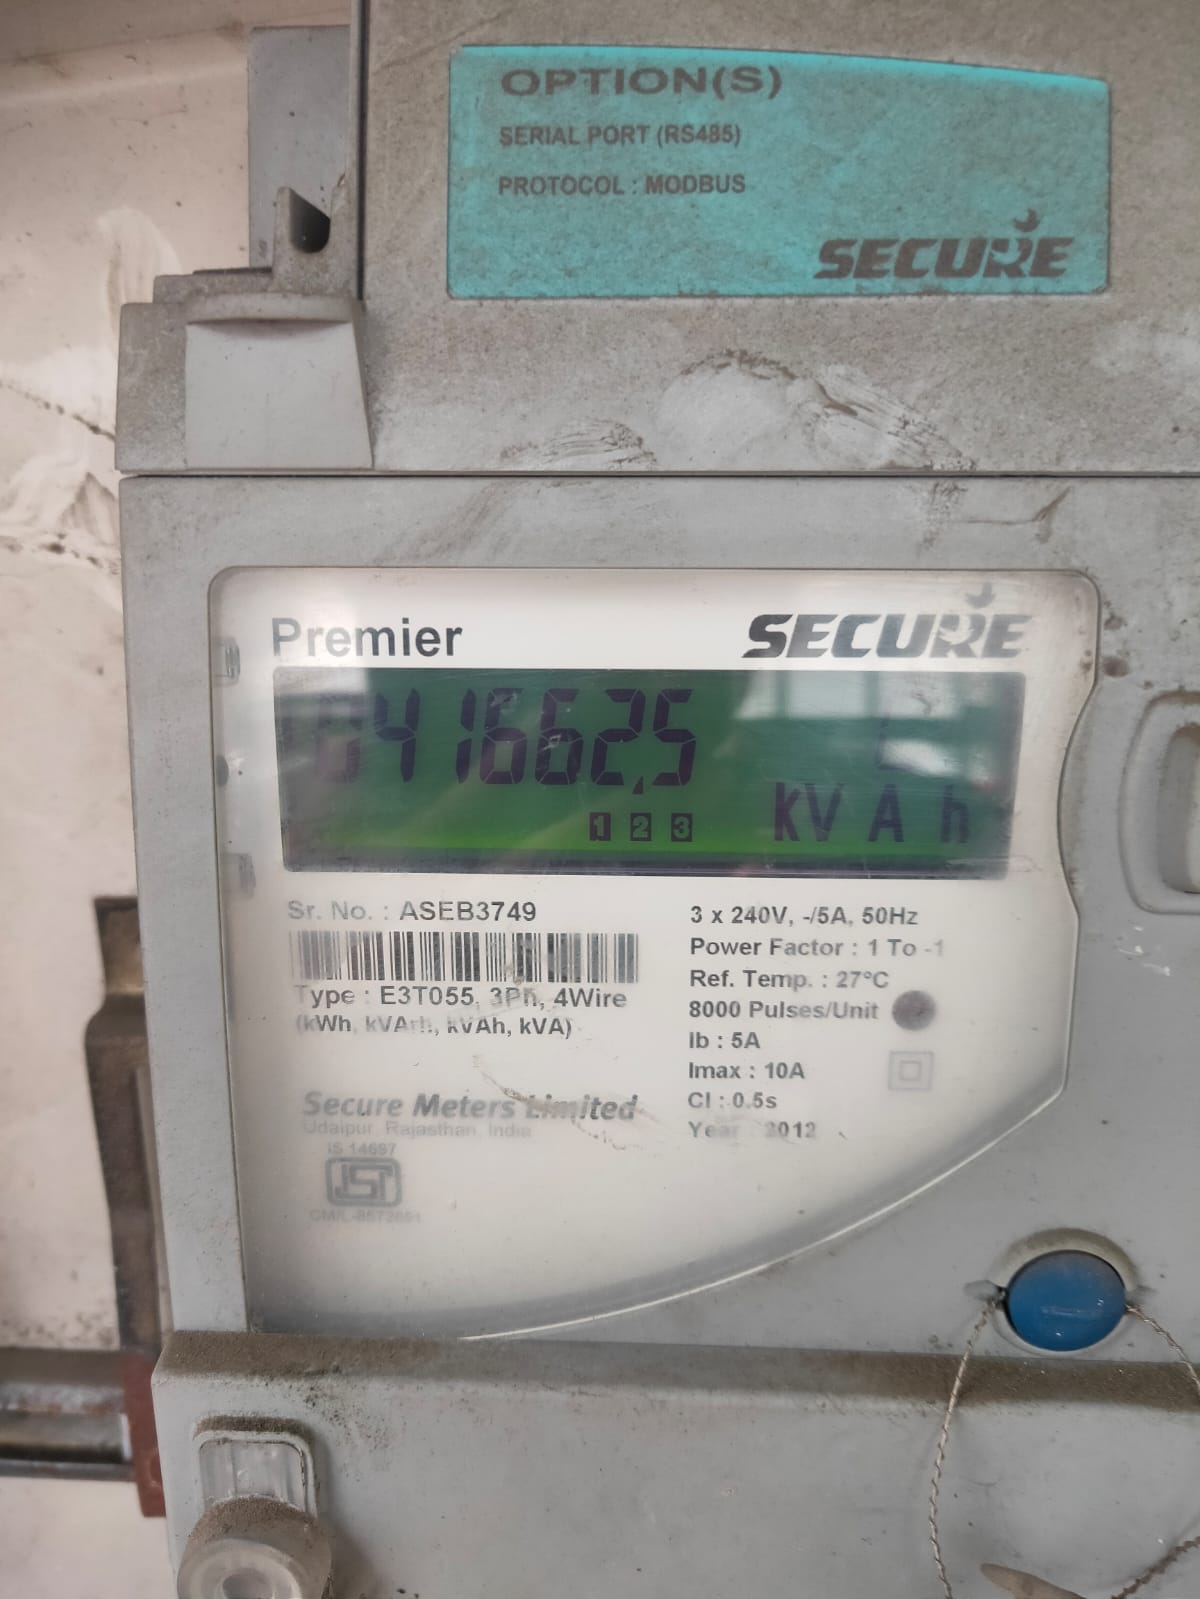 OPTION(S)
SERIAL PORT (RS485)
PROTOCOL : MODBUS
SECURE
Premier SECURE
041662.5
1 2 3 kVAh
Sr. No. : ASEB3749
Type : E3T055, 3Ph, 4Wire
(kWh, kVArh, kVAh, kVA)
3 x 240V, -/5A, 50Hz
Power Factor : 1 To -1
Ref. Temp. : 27°C
8000 Pulses/Unit
Ib : 5A
Imax : 10A
Cl : 0.5s
Year : 2012
Secure Meters Limited
Udaipur, Rajasthan, India
IS 14697